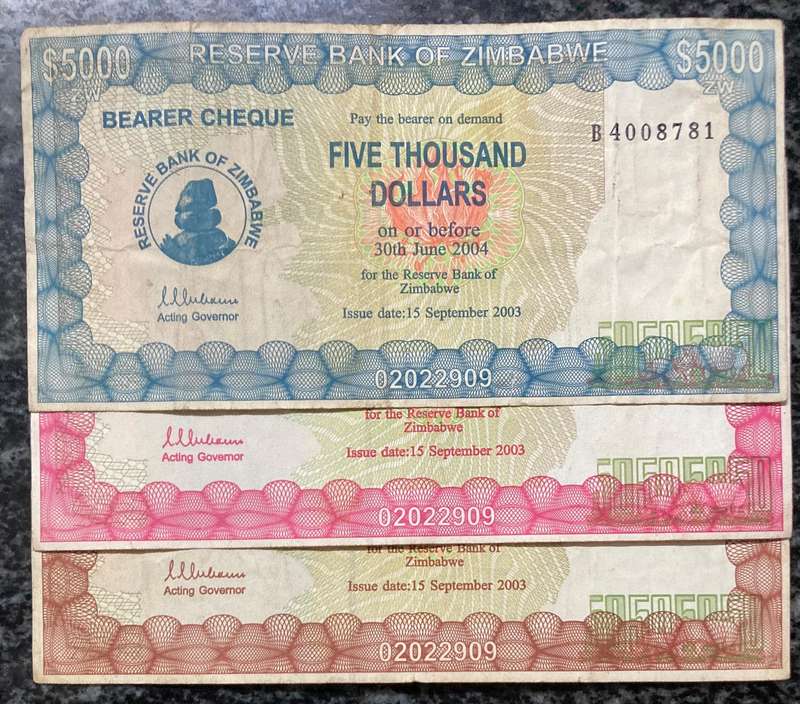 $5000
ZW
RESERVE BANK OF ZIMBABWE
$5000
ZW
BEARER CHEQUE
Pay the bearer on demand
B4008781
FIVE THOUSAND
DOLLARS
RESERVE BANK OF ZIMBABWE
on or before
30th June 2004
for the Reserve Bank of
Zimbabwe
Acting Governor
Issue date:15 September 2003
02022909
for the Reserve Bank of
Zimbabwe
Acting Governor
Issue date:15 September 2003
02022909
for the Reserve Bank of
Zimbabwe
Acting Governor
Issue date:15 September 2003
02022909